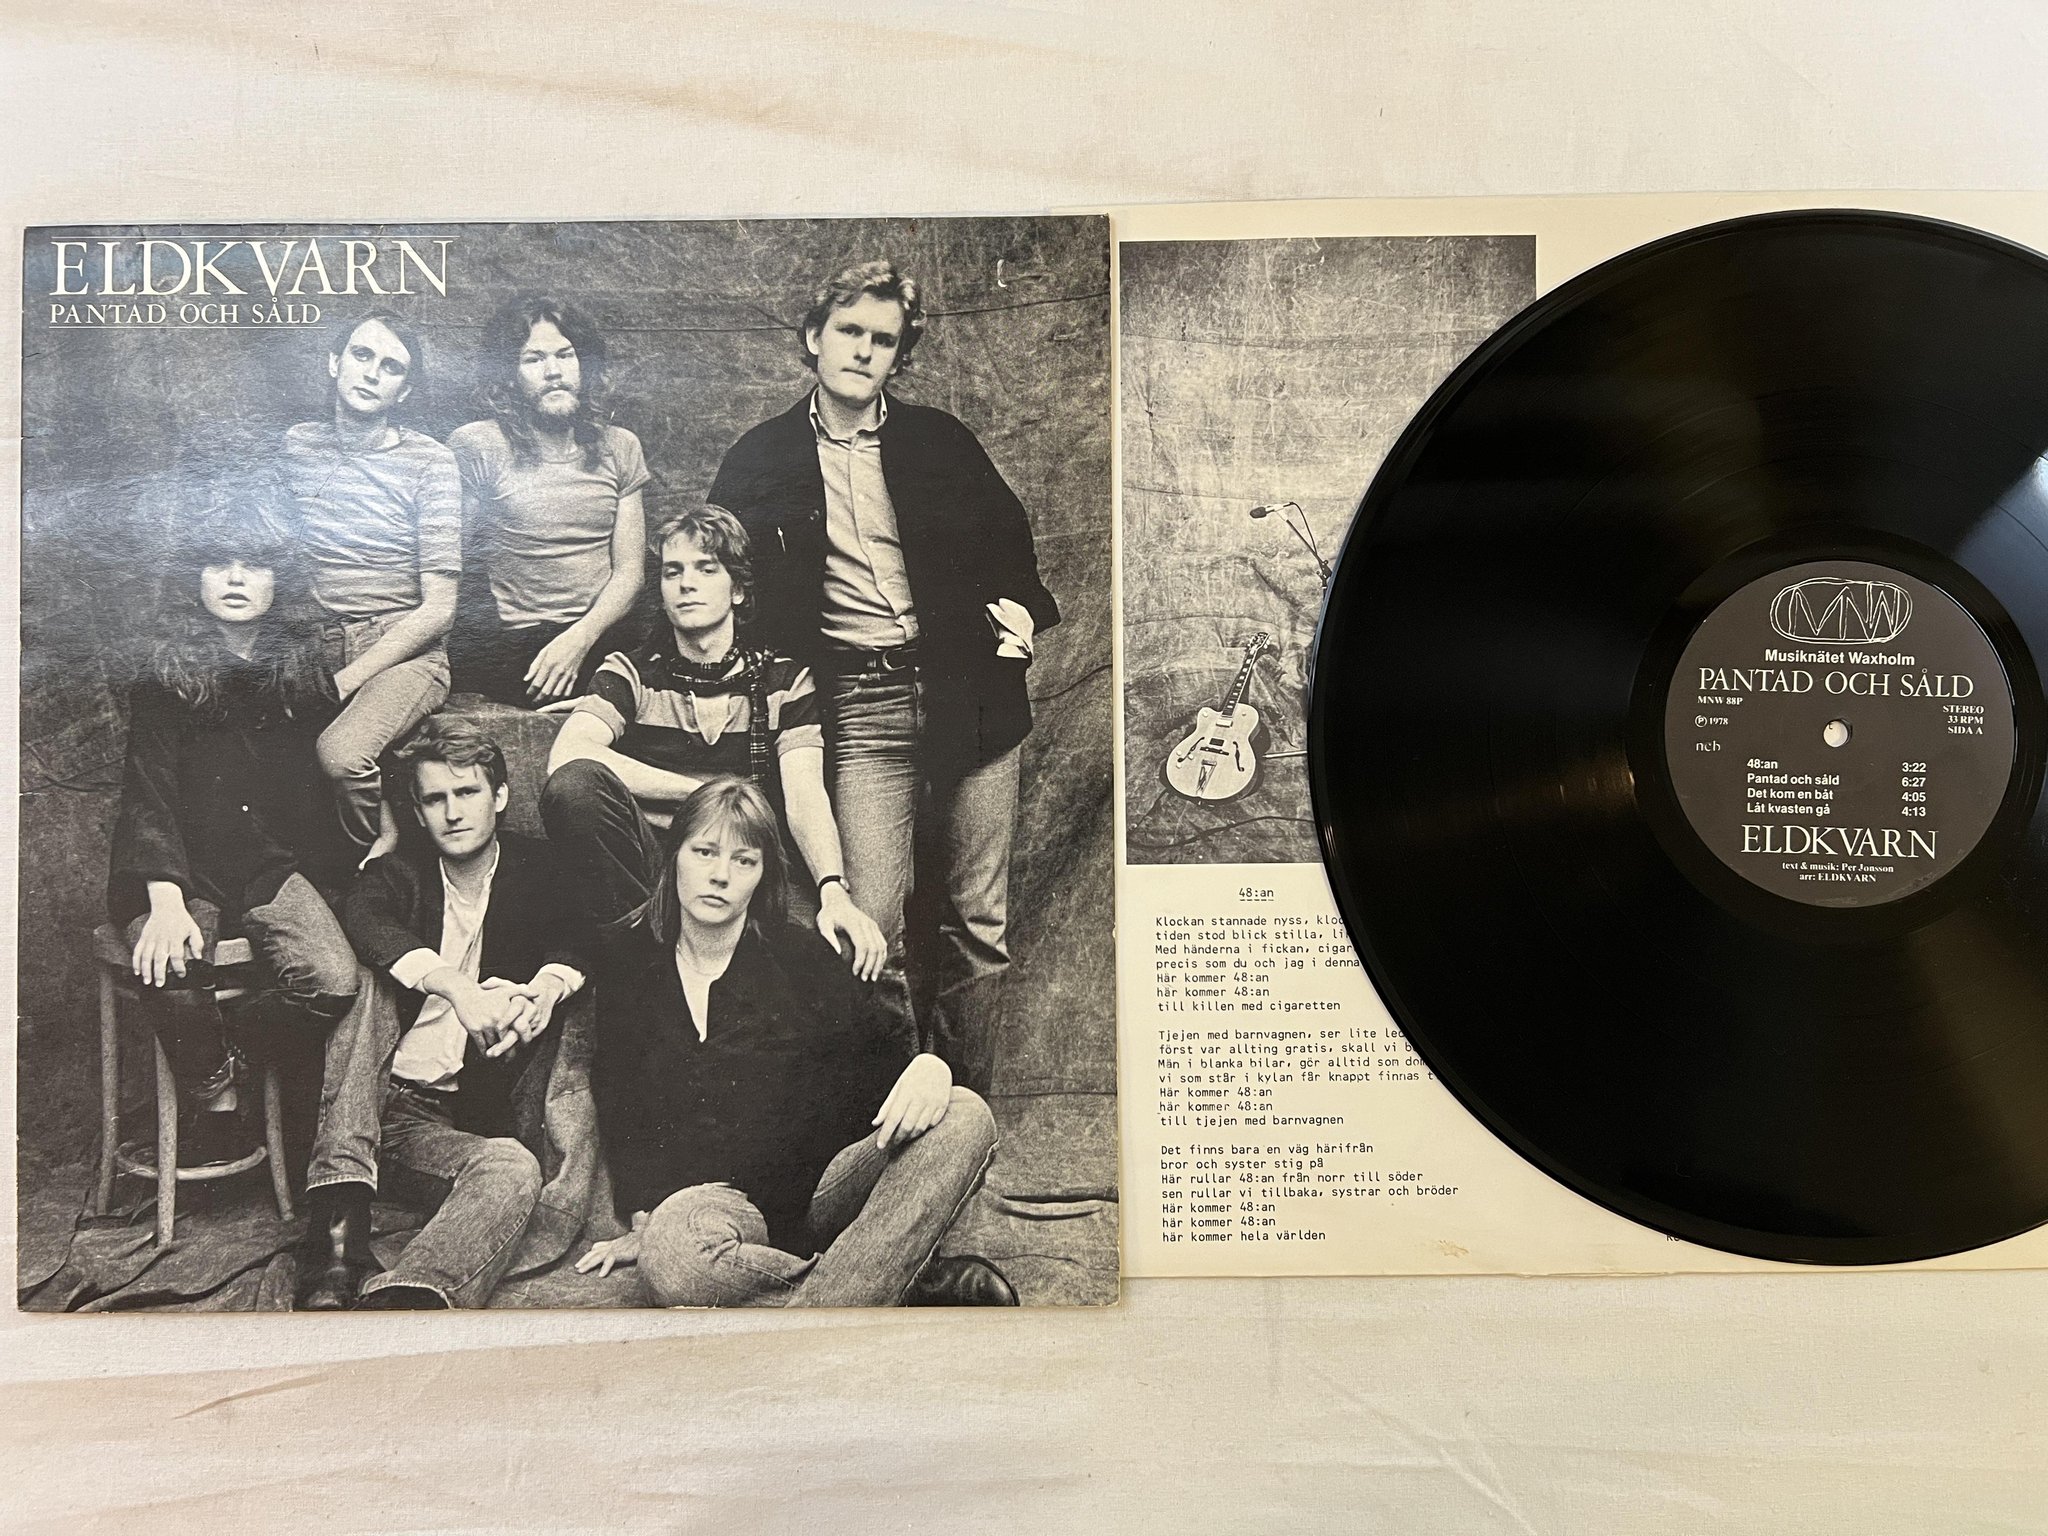 ELDKVARN
PANTAD OCH SÅLD
MNW
Musiknätet Waxholm
PANTAD OCH SÅLD
MNW 88P
STEREO
33 RPM
SIDA A
Ⓟ 1978
ncb
48:an 3:22
Pantad och såld 6:27
Det kom en båt 4:05
Låt kvasten gå 4:13
ELDKVARN
text & musik: Per Jonsson
arr: ELDKVARN
48:an
Klockan stannade nyss,
tiden stod blick stilla,
Med händerna i fickan,
precis som du och jag i denna
Här kommer 48:an
här kommer 48:an
till killen med cigaretten
Tjejen med barnvagnen, ser lite
först var allting gratis, skall vi
Män i blanka bilar, gör alltid som
vi som står i kylan får knappt finnas
Här kommer 48:an
här kommer 48:an
till tjejen med barnvagnen
Det finns bara en väg härifrån
bror och syster stig på
Här rullar 48:an från norr till söder
sen rullar vi tillbaka, systrar och bröder
Här kommer 48:an
här kommer 48:an
här kommer hela världen